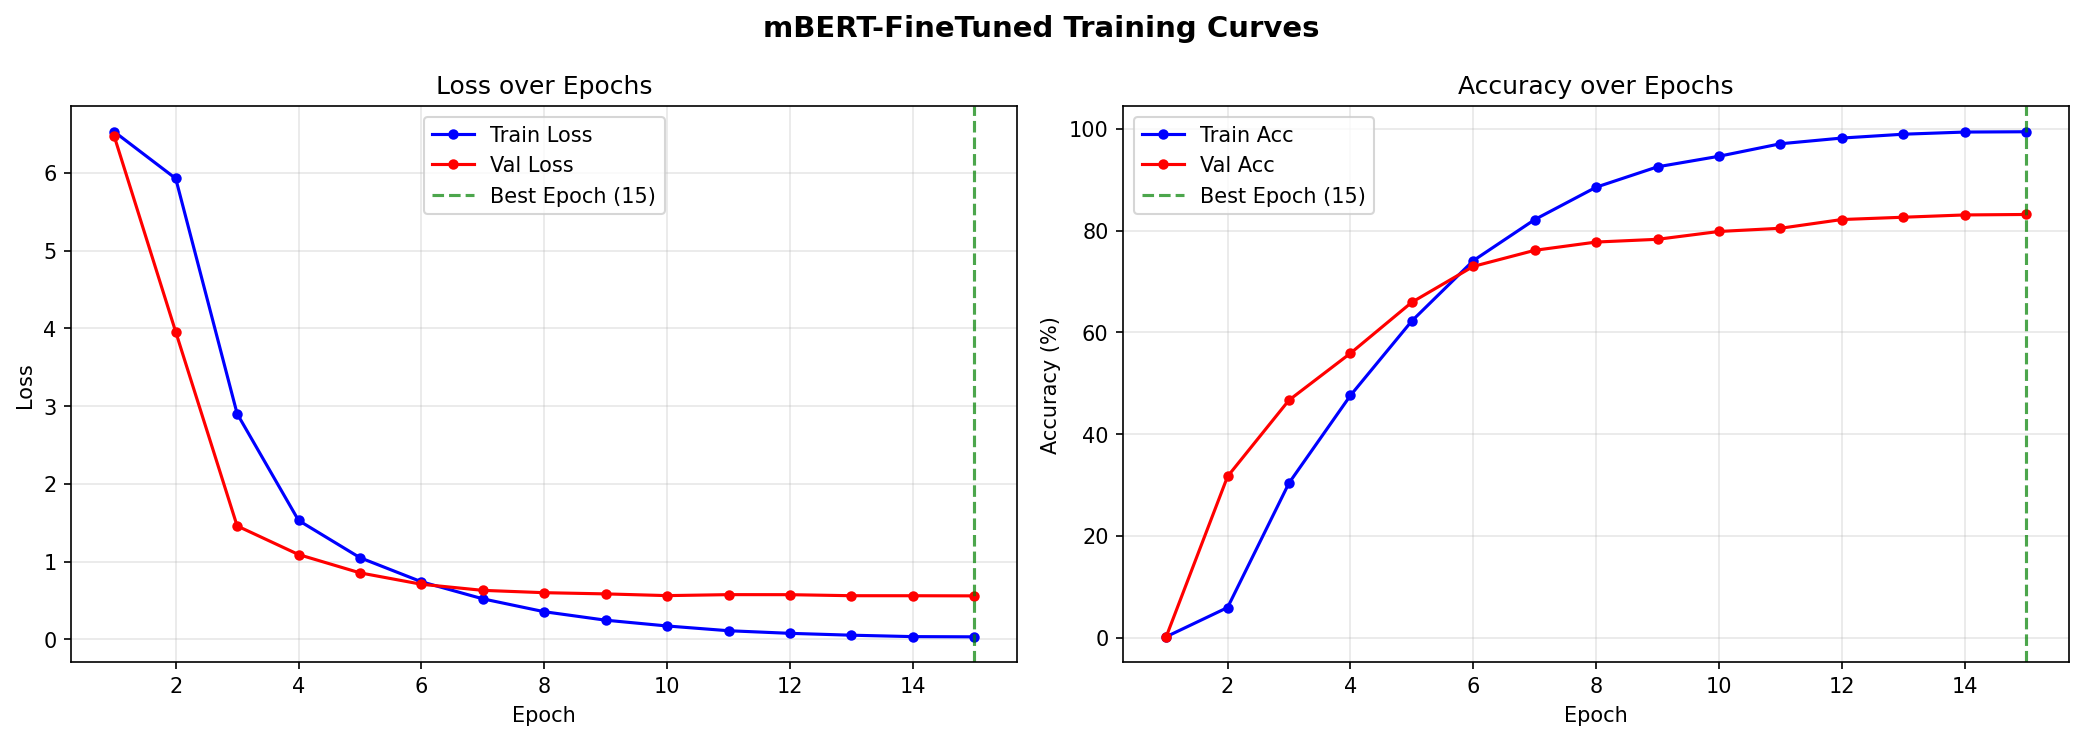 mBERT-FineTuned Training Curves
Loss over Epochs
Train Loss
Val Loss
Best Epoch (15)
Loss
6
5
4
3
2
1
0
2 4 6 8 10 12 14
Epoch
Accuracy over Epochs
Train Acc
Val Acc
Best Epoch (15)
Accuracy (%)
100
80
60
40
20
0
2 4 6 8 10 12 14
Epoch